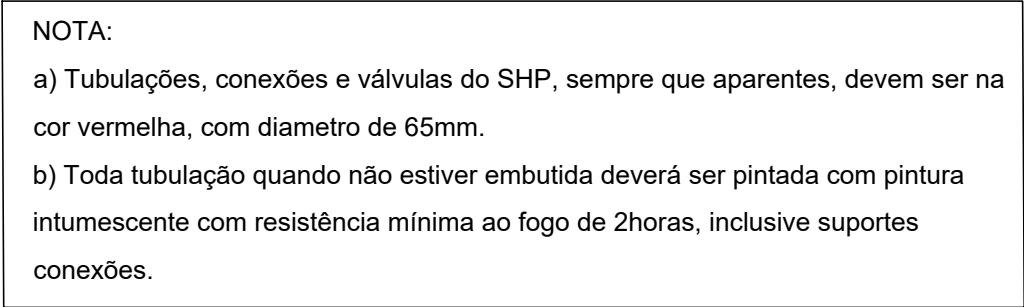 NOTA:
a) Tubulações, conexões e válvulas do SHP, sempre que aparentes, devem ser na
cor vermelha, com diametro de 65mm.
b) Toda tubulação quando não estiver embutida deverá ser pintada com pintura
intumescente com resistência mínima ao fogo de 2horas, inclusive suportes
conexões.